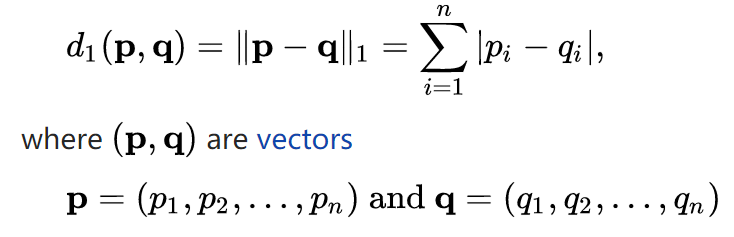 d₁(p, q) = ‖p − q‖₁ = ∑ᵢ₌₁ⁿ |pᵢ − qᵢ|,
where (p, q) are vectors
p = (p₁, p₂, . . . , pₙ) and q = (q₁, q₂, . . . , qₙ)